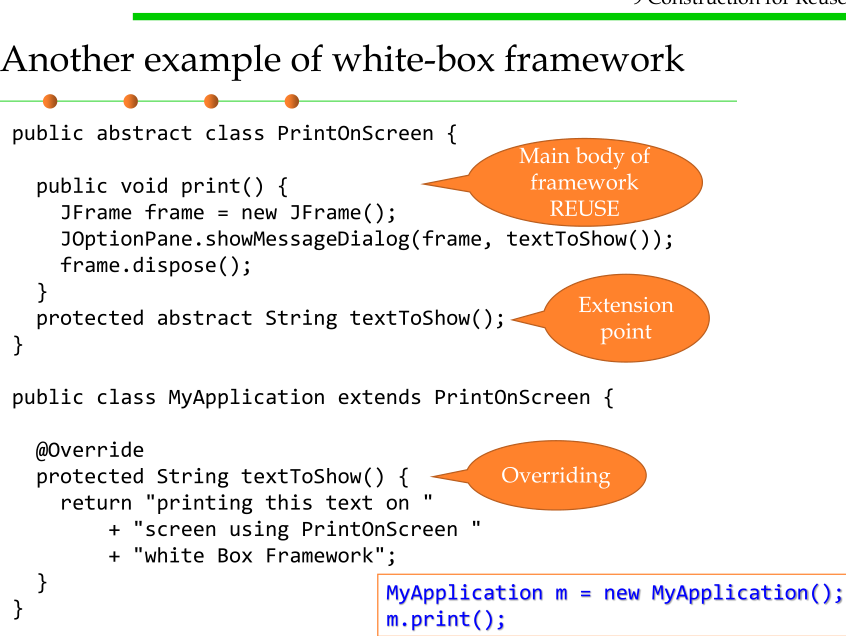 9 Construction for Reuse
Another example of white-box framework
public abstract class PrintOnScreen {
Main body of
framework
REUSE
public void print() {
JFrame frame = new JFrame();
JOptionPane.showMessageDialog(frame, textToShow());
frame.dispose();
}
Extension
point
protected abstract String textToShow();
}
public class MyApplication extends PrintOnScreen {
@Override
protected String textToShow() {
Overriding
return "printing this text on "
+ "screen using PrintOnScreen "
+ "white Box Framework";
}
}
MyApplication m = new MyApplication();
m.print();